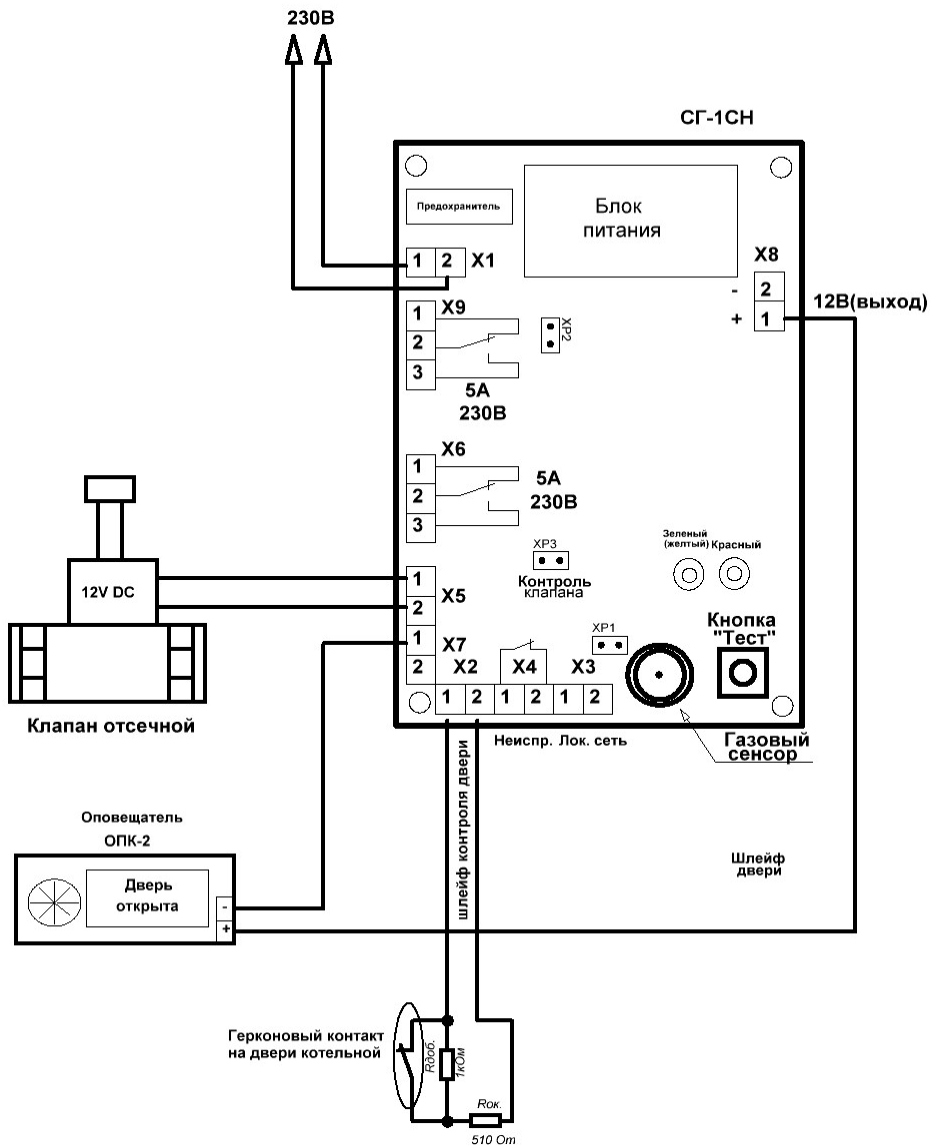 230В
СГ-1СН
Предохранитель
Блок
питания
1 2 X1
X8
-
2
+
1
12В(выход)
X9
1
2
3
XP2
5А
230В
X6
1
2
3
5А
230В
XP3
Контроль
клапана
Зеленый
(желтый) Красный
12V DC
1
2
X5
1
2
X7
Кнопка
"Тест"
XP1
X2 X4 X3
1 2 1 2 1 2
Клапан отсечной
Неиспр. Лок. сеть
Газовый
сенсор
шлейф контроля двери
Оповещатель
ОПК-2
Дверь
открыта
-
+
Шлейф
двери
Герконовый контакт
на двери котельной
Rдоб.
1кОм
Rок.
510 От